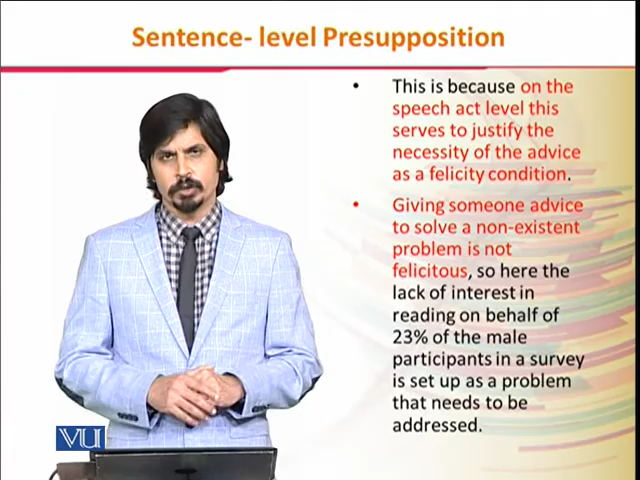 Sentence- level Presupposition
• This is because on the
speech act level this
serves to justify the
necessity of the advice
as a felicity condition.
• Giving someone advice
to solve a non-existent
problem is not
felicitous, so here the
lack of interest in
reading on behalf of
23% of the male
participants in a survey
is set up as a problem
that needs to be
addressed.
VU